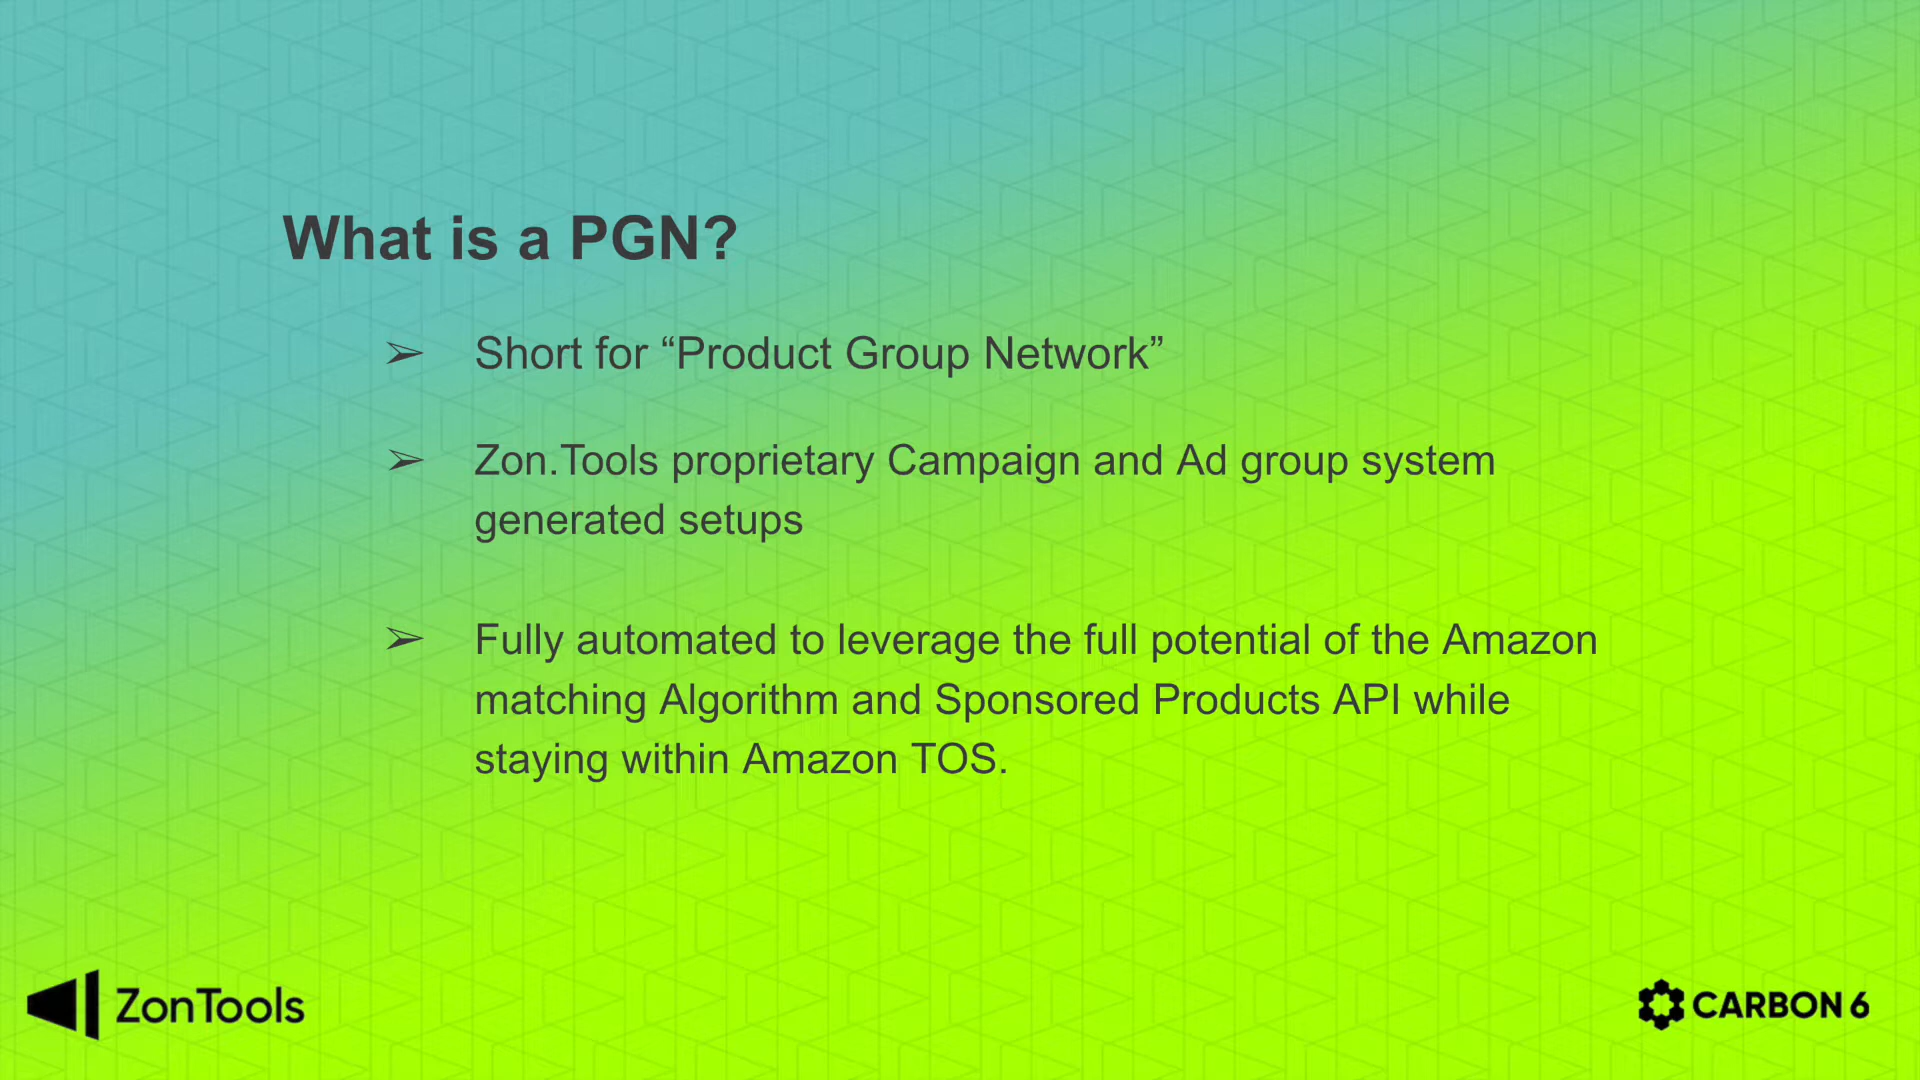 What is a PGN?
➢ Short for “Product Group Network”
➢ Zon.Tools proprietary Campaign and Ad group system
generated setups
➢ Fully automated to leverage the full potential of the Amazon
matching Algorithm and Sponsored Products API while
staying within Amazon TOS.
ZonTools
CARBON 6